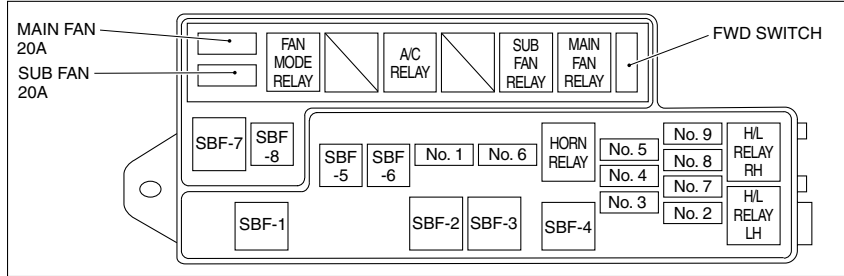 MAIN FAN
20A
SUB FAN
20A
FAN
MODE
RELAY
A/C
RELAY
SUB
FAN
RELAY
MAIN
FAN
RELAY
FWD SWITCH
SBF-7
SBF
-8
SBF
-5
SBF
-6
No. 1
No. 6
HORN
RELAY
No. 5
No. 4
No. 3
No. 9
No. 8
No. 7
No. 2
H/L
RELAY
RH
H/L
RELAY
LH
SBF-1
SBF-2
SBF-3
SBF-4